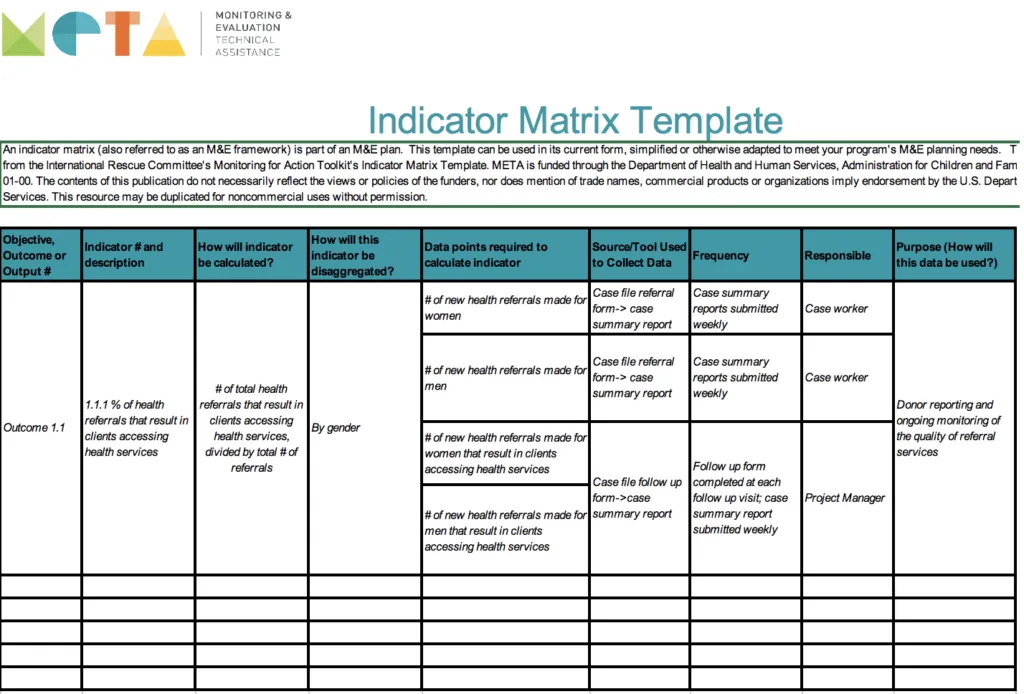 META
MONITORING &
EVALUATION
TECHNICAL
ASSISTANCE
Indicator Matrix Template
An indicator matrix (also referred to as an M&E framework) is part of an M&E plan. This template can be used in its current form, simplified or otherwise adapted to meet your program's M&E planning needs. T
from the International Rescue Committee's Monitoring for Action Toolkit's Indicator Matrix Template. META is funded through the Department of Health and Human Services, Administration for Children and Fam
01-00. The contents of this publication do not necessarily reflect the views or policies of the funders, nor does mention of trade names, commercial products or organizations imply endorsement by the U.S. Depart
Services. This resource may be duplicated for noncommercial uses without permission.
Objective,
Outcome or
Output #
Indicator # and
description
How will indicator
be calculated?
How will this
indicator be
disaggregated?
Data points required to
calculate indicator
Source/Tool Used
to Collect Data
Frequency
Responsible
Purpose (How will
this data be used?)
Outcome 1.1
1.1.1 % of health
referrals that result in
clients accessing
health services
# of total health
referrals that result in
clients accessing
health services,
divided by total # of
referrals
By gender
# of new health referrals made for
women
Case file referral
form-> case
summary report
Case summary
reports submitted
weekly
Case worker
# of new health referrals made for
men
Case file referral
form-> case
summary report
Case summary
reports submitted
weekly
Case worker
# of new health referrals made for
women that result in clients
accessing health services
# of new health referrals made for
men that result in clients
accessing health services
Case file follow up
form->case
summary report
Follow up form
completed at each
follow up visit; case
summary report
submitted weekly
Project Manager
Donor reporting and
ongoing monitoring of
the quality of referral
services